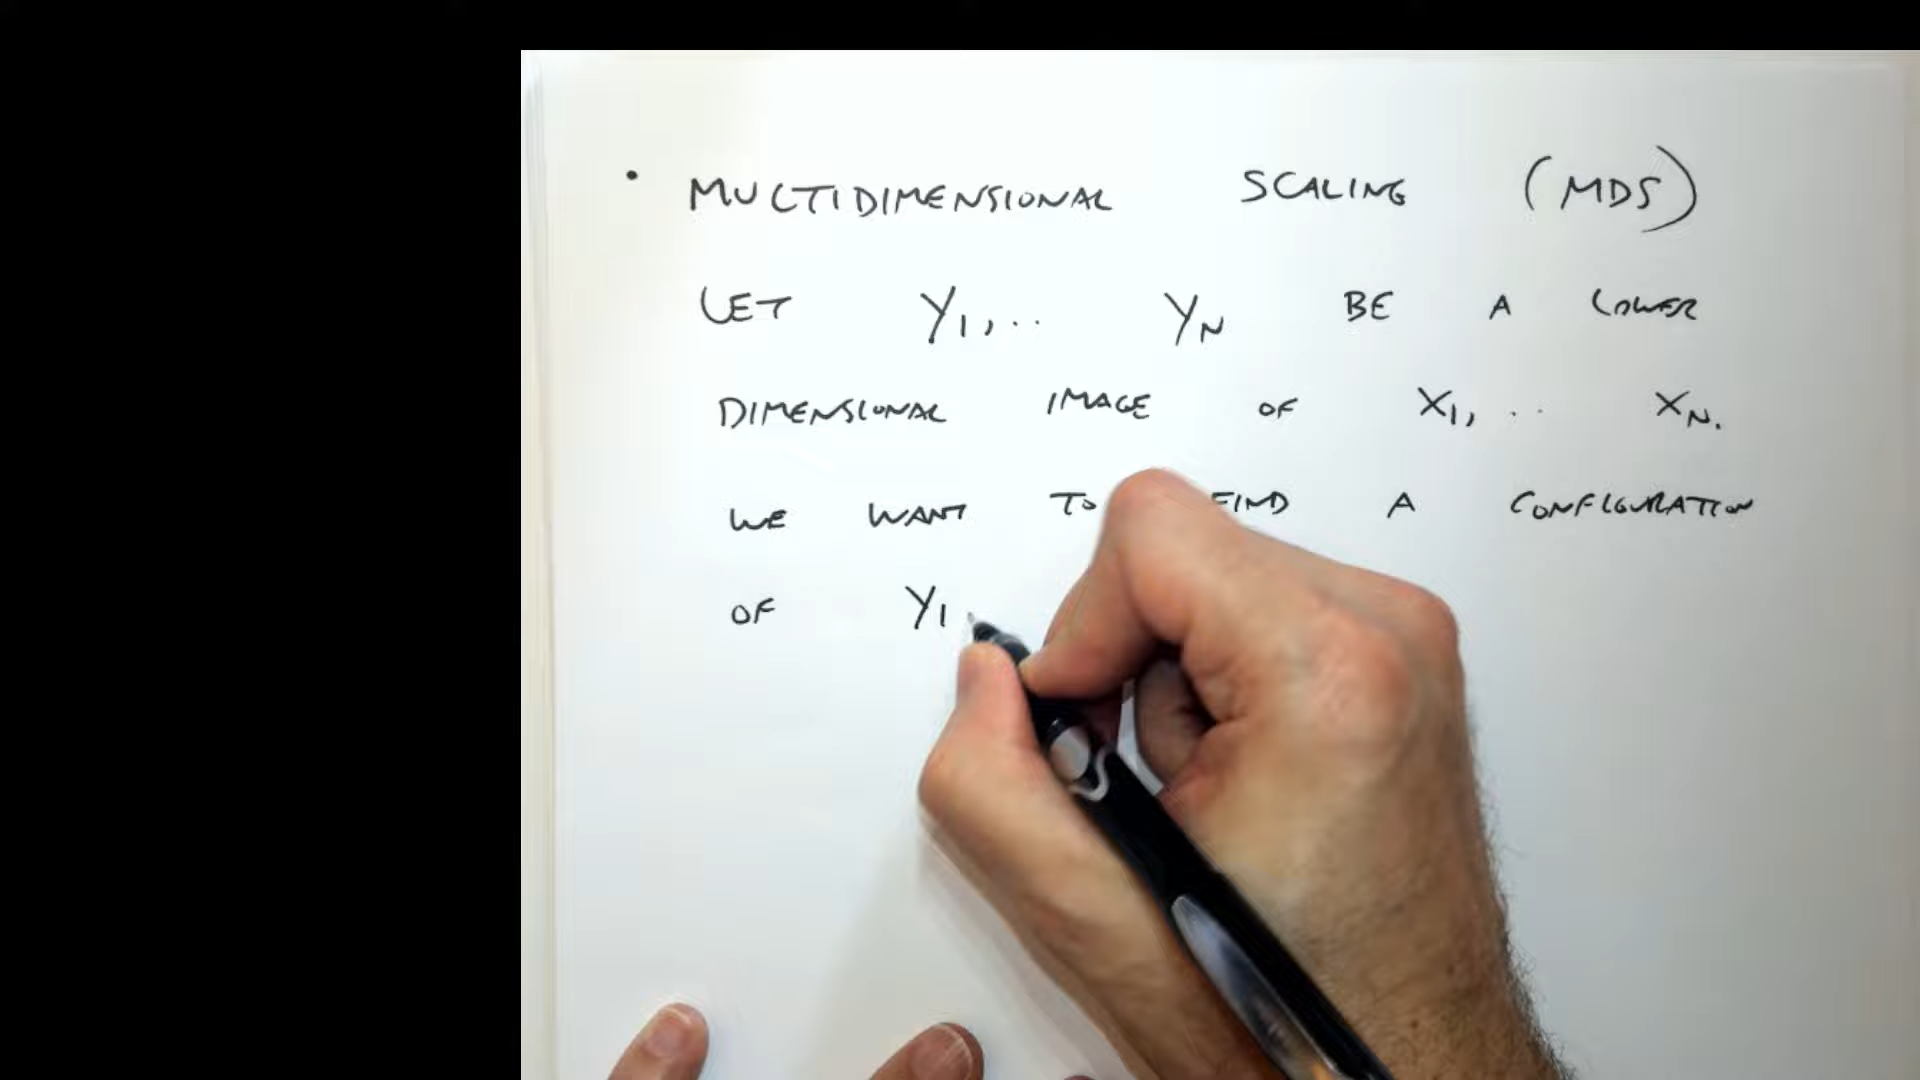 • MULTIDIMENSIONAL SCALING (MDS)
LET Y1,.. YN BE A LOWER
DIMENSIONAL IMAGE OF X1, .. XN.
WE WANT TO FIND A CONFIGURATION
OF Y1